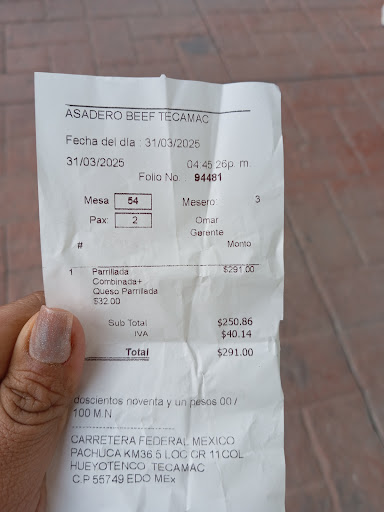 ASADERO BEEF TECAMAC
Fecha del dia : 31/03/2025
31/03/2025 04:45:26p. m.
Folio No: 94481
Mesa 54 Mesero: 3
Pax: 2 Omar
Gerente
# Monto
1 Parrillada $291.00
Combinada+
Queso Parrillada
$32.00
Sub Total $250.86
IVA $40.14
Total $291.00
doscientos noventa y un pesos 00/
100 M.N
CARRETERA FEDERAL MEXICO
PACHUCA KM36.5 LOC CR 11COL
HUEYOTENCO TECAMAC
C.P 55749 EDO MEx